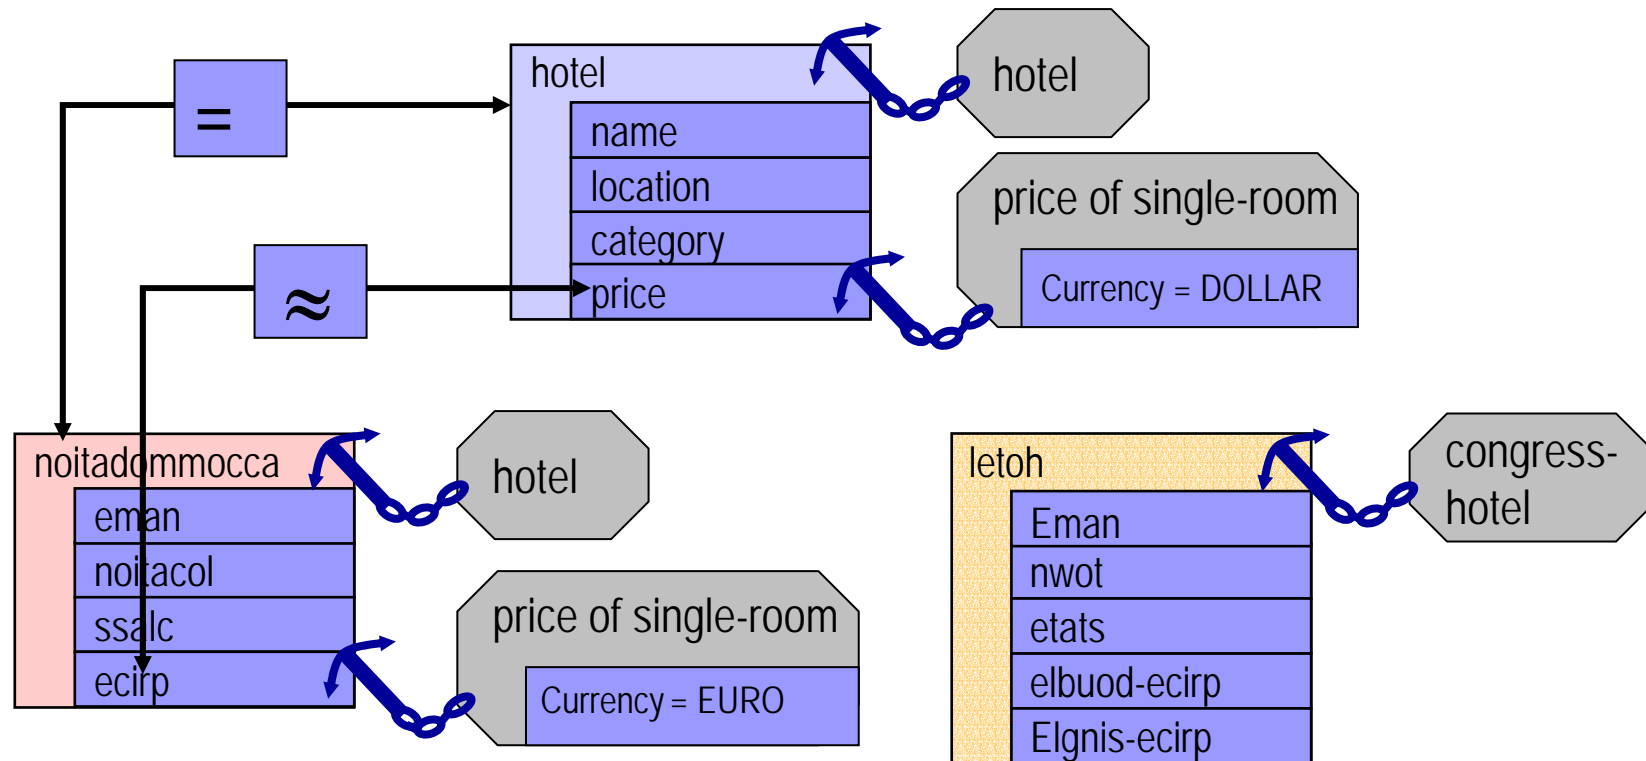 hotel
name
location
category
price
hotel
price of single-room
Currency = DOLLAR
=
≈
noitadommocca
eman
noitacol
ssalc
ecirp
hotel
price of single-room
Currency = EURO
letoh
Eman
nwot
etats
elbuod-ecirp
Elgnis-ecirp
congress-
hotel